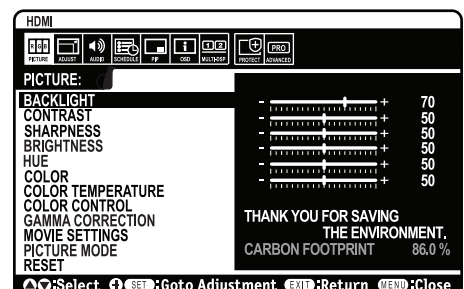 HDMI
RGB
PICTURE ADJUST AUDIO SCHEDULE PIP OSD MULTI-DSP PROTECT PRO ADVANCED
PICTURE:
BACKLIGHT - + 70
CONTRAST - + 50
SHARPNESS - + 50
BRIGHTNESS - + 50
HUE - + 50
COLOR - + 50
COLOR TEMPERATURE
COLOR CONTROL
GAMMA CORRECTION
MOVIE SETTINGS
PICTURE MODE
RESET
THANK YOU FOR SAVING
THE ENVIRONMENT.
CARBON FOOTPRINT 86.0 %
:Select SET :Goto Adjustment EXIT :Return MENU :Close